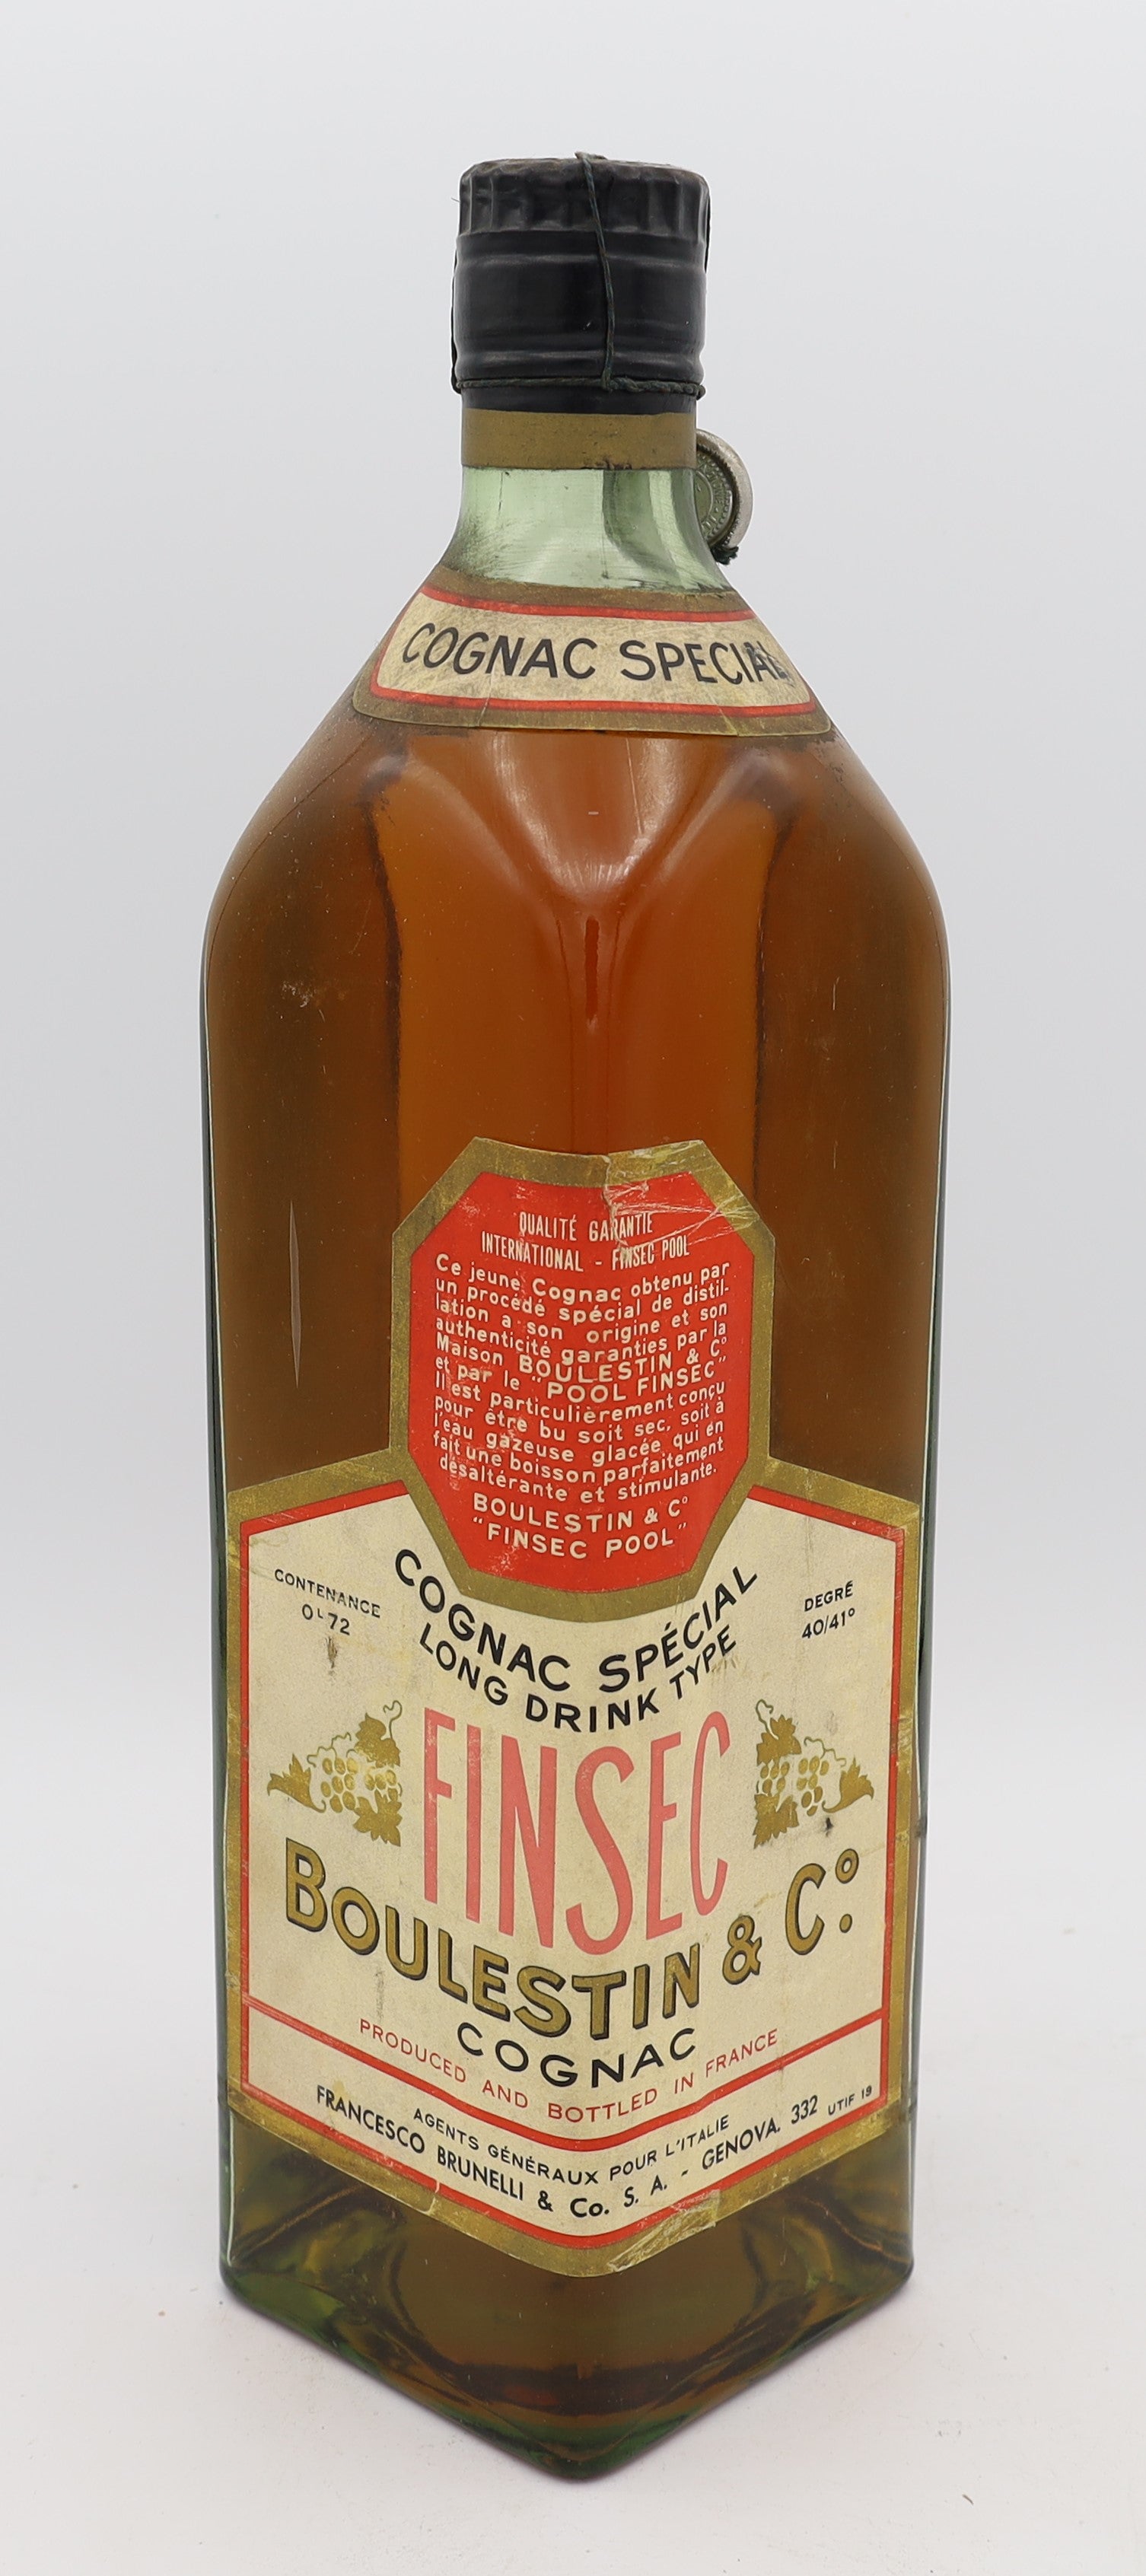 COGNAC SPECIAL
QUALITÉ GARANTIE
INTERNATIONAL - FINSEC POOL
Ce jeune Cognac obtenu par
un procédé spécial de distil-
lation a son origine et son
authenticité garanties par la
Maison BOULESTIN & Cº
et par le "POOL FINSEC"
Il est particulièrement conçu
pour être bu soit sec, soit à
l'eau gazeuse glacée qui en
fait une boisson parfaitement
désaltérante et stimulante.
BOULESTIN & Cº
"FINSEC POOL"
CONTENANCE
0L72
DEGRÉ
40/41º
COGNAC SPÉCIAL
LONG DRINK TYPE
FINSEC
BOULESTIN & Cº
COGNAC
PRODUCED AND BOTTLED IN FRANCE
AGENTS GÉNÉRAUX POUR L'ITALIE
FRANCESCO BRUNELLI & Co. S. A. - GENOVA. 332 UTIF 19